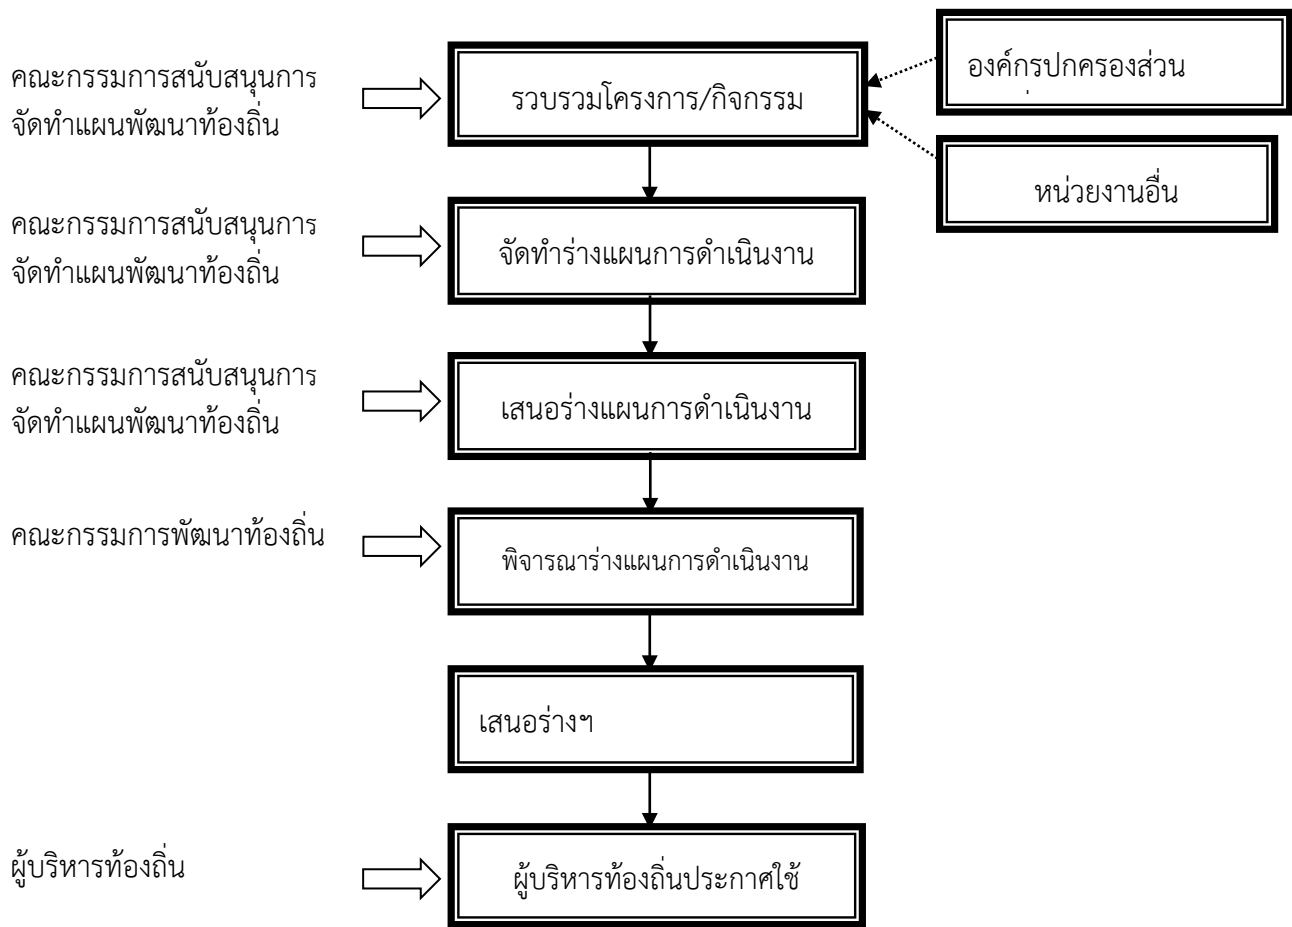 คณะกรรมการสนับสนุนการ
จัดทำแผนพัฒนาท้องถิ่น
รวบรวมโครงการ/กิจกรรม
องค์กรปกครองส่วน
หน่วยงานอื่น
คณะกรรมการสนับสนุนการ
จัดทำแผนพัฒนาท้องถิ่น
จัดทำร่างแผนการดำเนินงาน
คณะกรรมการสนับสนุนการ
จัดทำแผนพัฒนาท้องถิ่น
เสนอร่างแผนการดำเนินงาน
คณะกรรมการพัฒนาท้องถิ่น
พิจารณาร่างแผนการดำเนินงาน
เสนอร่างฯ
ผู้บริหารท้องถิ่น
ผู้บริหารท้องถิ่นประกาศใช้